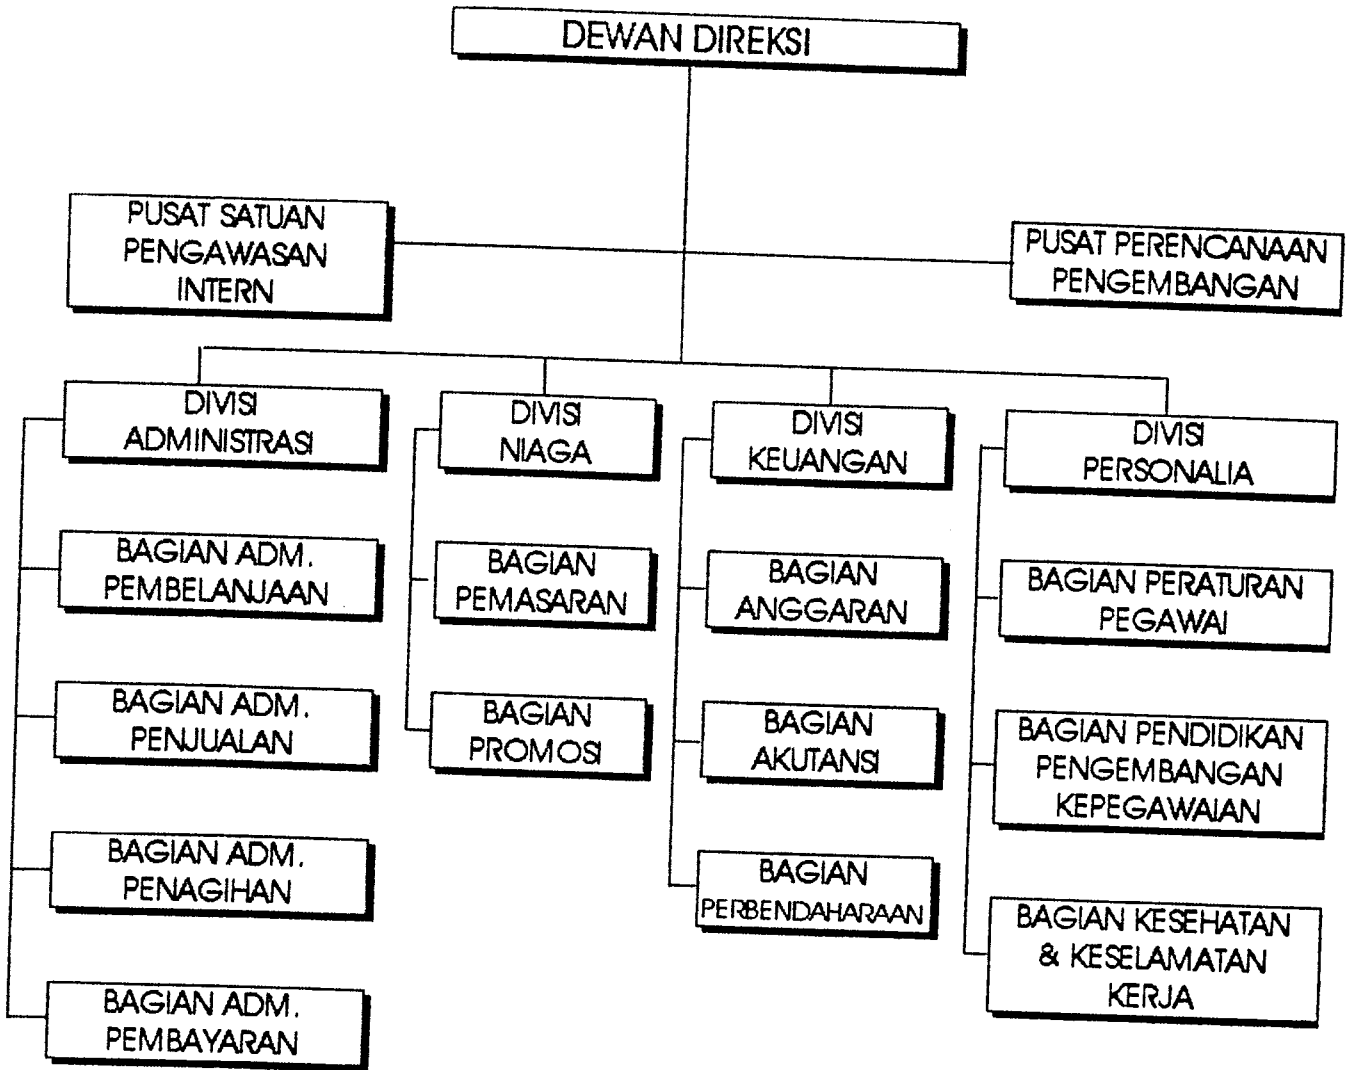 DEWAN DIREKSI
PUSAT SATUAN
PENGAWASAN
INTERN
PUSAT PERENCANAAN
PENGEMBANGAN
DIVISI
ADMINISTRASI
BAGIAN ADM.
PEMBELANJAAN
BAGIAN ADM.
PENJUALAN
BAGIAN ADM.
PENAGIHAN
BAGIAN ADM.
PEMBAYARAN
DIVISI
NIAGA
BAGIAN
PEMASARAN
BAGIAN
PROMOSI
DIVISI
KEUANGAN
BAGIAN
ANGGARAN
BAGIAN
AKUTANSI
BAGIAN
PERBENDAHARAAN
DIVISI
PERSONALIA
BAGIAN PERATURAN
PEGAWAI
BAGIAN PENDIDIKAN
PENGEMBANGAN
KEPEGAWAIAN
BAGIAN KESEHATAN
& KESELAMATAN
KERJA